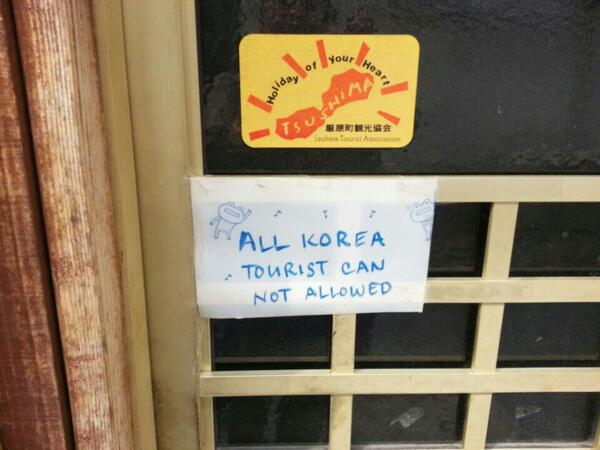 Holiday of Your Heart
TSUSHIMA
厳原町観光協会
Izuhara Tourist Association
ALL KOREA
TOURIST CAN
NOT ALLOWED